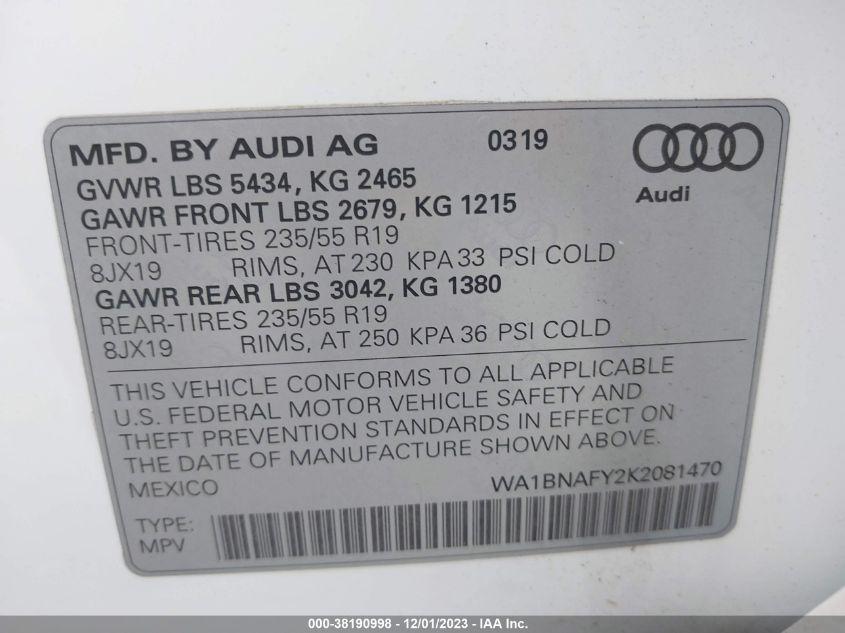 MFD. BY AUDI AG 0319
Audi
GVWR LBS 5434, KG 2465
GAWR FRONT LBS 2679, KG 1215
FRONT-TIRES 235/55 R19
8JX19 RIMS, AT 230 KPA 33 PSI COLD
GAWR REAR LBS 3042, KG 1380
REAR-TIRES 235/55 R19
8JX19 RIMS, AT 250 KPA 36 PSI COLD
THIS VEHICLE CONFORMS TO ALL APPLICABLE
U.S. FEDERAL MOTOR VEHICLE SAFETY AND
THEFT PREVENTION STANDARDS IN EFFECT ON
THE DATE OF MANUFACTURE SHOWN ABOVE.
MEXICO WA1BNAFY2K2081470
TYPE:
MPV
000-38190998 - 12/01/2023 - IAA Inc.